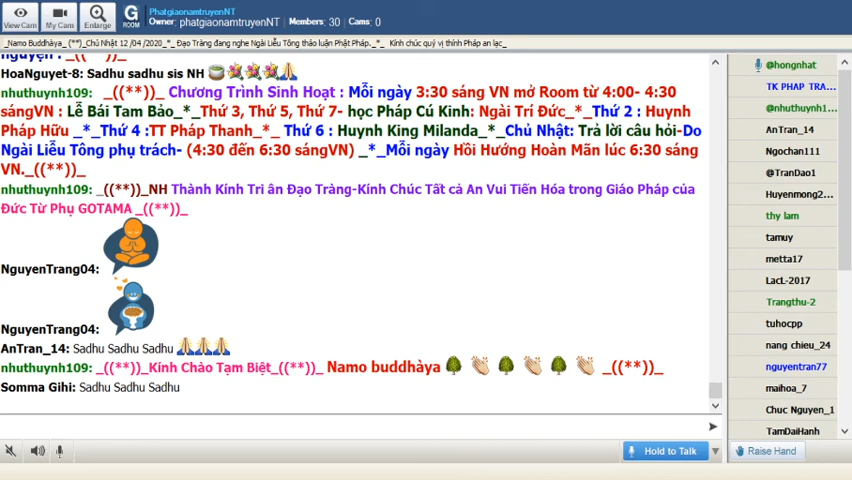 View Cam
My Cams
Enlarge
G
ROOM
PhatgiaonamtruyenNT
Owner: phatgiaonamtruyenNT | Members: 30 | Cams: 0
_Namo Buddhàya_ (**)_Chủ Nhật 12 /04 /2020_*_ Đạo Tràng đang nghe Ngài Liễu Tông thảo luận Phật Pháp._*_ Kính chúc quý vị thính Pháp an lạc_
nguyện : _((**))_
HoaNguyet-8: Sadhu sadhu sis NH
nhuthuynh109: _((**))_ Chương Trình Sinh Hoạt : Mỗi ngày 3:30 sáng VN mở Room từ 4:00- 4:30
sángVN : Lễ Bái Tam Bảo_*_Thứ 3, Thứ 5, Thứ 7- học Pháp Cú Kinh: Ngài Trí Đức_*_Thứ 2 : Huynh
Pháp Hữu _*_Thứ 4 :TT Pháp Thanh_*_ Thứ 6 : Huynh King Milanda_*_Chủ Nhật: Trả lời câu hỏi-Do
Ngài Liễu Tông phụ trách- (4:30 đến 6:30 sángVN) _*_Mỗi ngày Hồi Hướng Hoàn Mãn lúc 6:30 sáng
VN._((**))_
nhuthuynh109: _((**))_NH Thành Kính Tri ân Đạo Tràng-Kính Chúc Tất cả An Vui Tiến Hóa trong Giáo Pháp của
Đức Từ Phụ GOTAMA _((**))_
NguyenTrang04:
NguyenTrang04:
AnTran_14: Sadhu Sadhu Sadhu
nhuthuynh109: _((**))_Kính Chào Tạm Biệt_((**))_ Namo buddhàya _((**))_
Somma Gihi: Sadhu Sadhu Sadhu
Hold to Talk
@hongnhat
TK PHAP TRA...
@nhuthuynh1...
AnTran_14
Ngochan111
@TranDao1
Huyenmong2...
thy lam
tamuy
metta17
LacL-2017
Trangthu-2
tuhocpp
nang chieu_24
nguyentran77
maihoa_7
Chuc Nguyen_1
TamDaiHanh
Raise Hand